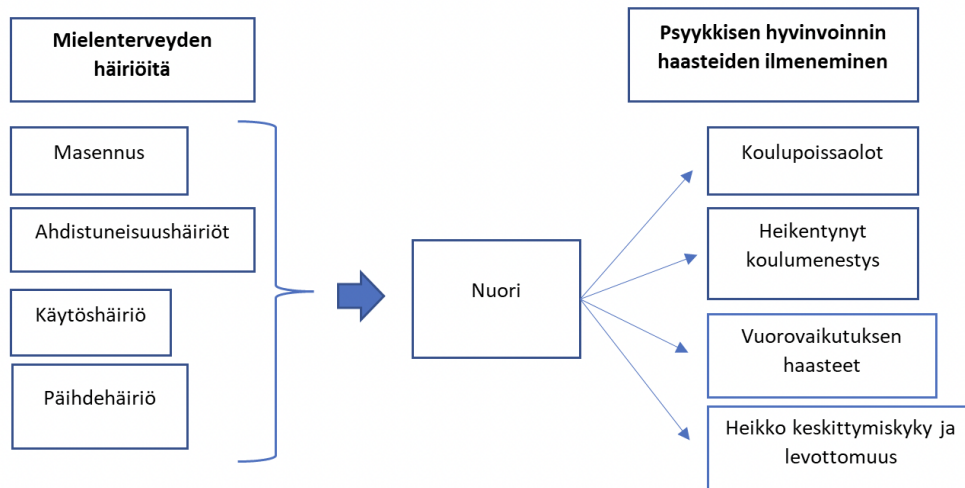 Mielenterveyden
häiriöitä
Masennus
Ahdistuneisuushäiriöt
Käytöshäiriö
Päihdehäiriö
Nuori
Psyykkisen hyvinvoinnin
haasteiden ilmeneminen
Koulupoissaolot
Heikentynyt
koulumenestys
Vuorovaikutuksen
haasteet
Heikko keskittymiskyky ja
levottomuus